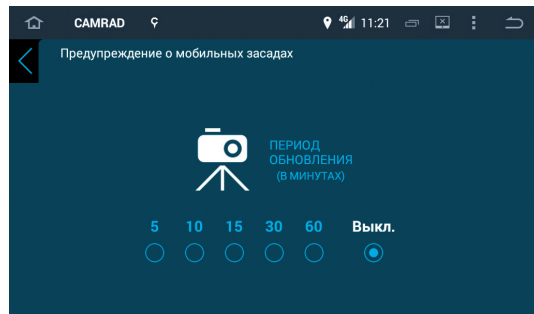 CAMRAD 4G 11:21
Предупреждение о мобильных засадах
ПЕРИОД
ОБНОВЛЕНИЯ
(В МИНУТАХ)
5 10 15 30 60 Выкл.